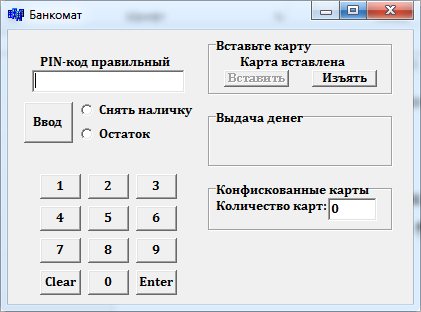 Банкомат
PIN-код правильный
Ввод
Снять наличку
Остаток
1 2 3
4 5 6
7 8 9
Clear 0 Enter
Вставьте карту
Карта вставлена
Вставить Изъять
Выдача денег
Конфискованные карты
Количество карт: 0